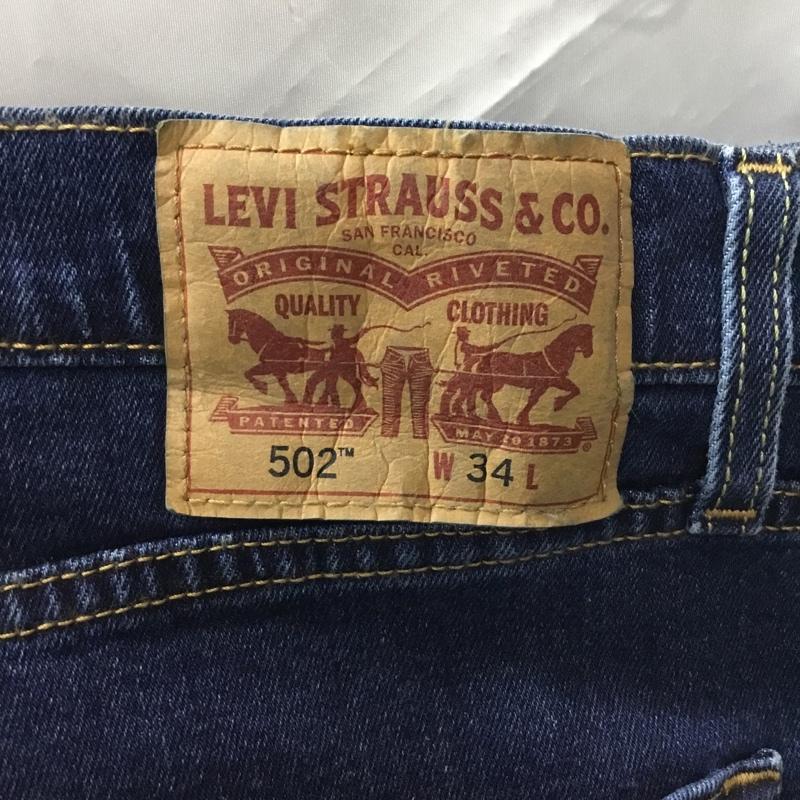 LEVI STRAUSS & CO.
SAN FRANCISCO
CAL.
ORIGINAL RIVETED
QUALITY CLOTHING
PATENTED MAY 20 1873 ®
502™ W 34 L